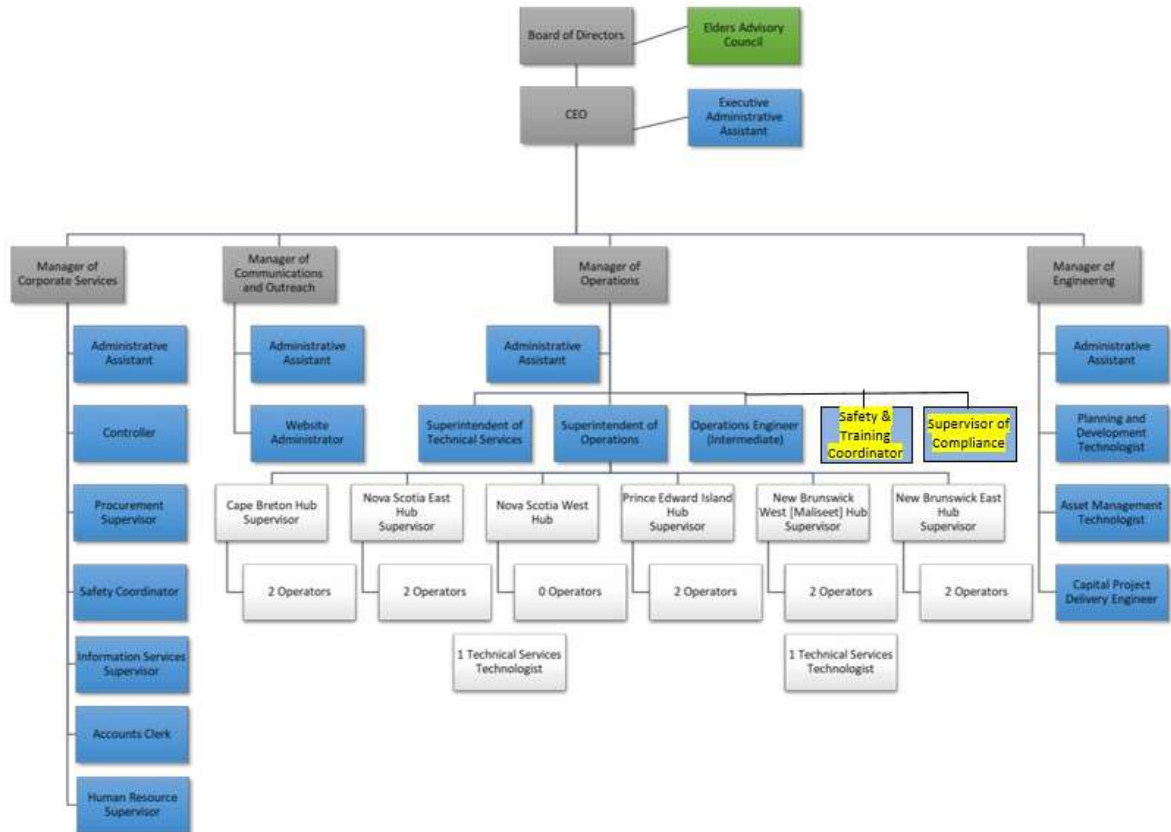 Board of Directors
Elders Advisory
Council
CEO
Executive
Administrative
Assistant
Manager of
Corporate Services
Manager of
Communications
and Outreach
Manager of
Operations
Manager of
Engineering
Administrative
Assistant
Administrative
Assistant
Administrative
Assistant
Administrative
Assistant
Controller
Website
Administrator
Superintendent of
Technical Services
Superintendent of
Operations
Operations Engineer
(Intermediate)
Safety &
Training
Coordinator
Supervisor of
Compliance
Planning and
Development
Technologist
Procurement
Supervisor
Cape Breton Hub
Supervisor
Nova Scotia East
Hub
Supervisor
Nova Scotia West
Hub
Prince Edward Island
Hub
Supervisor
New Brunswick
West [Maliseet] Hub
Supervisor
New Brunswick East
Hub
Supervisor
Asset Management
Technologist
Safety Coordinator
2 Operators
2 Operators
0 Operators
2 Operators
2 Operators
2 Operators
Capital Project
Delivery Engineer
Information Services
Supervisor
1 Technical Services
Technologist
1 Technical Services
Technologist
Accounts Clerk
Human Resource
Supervisor